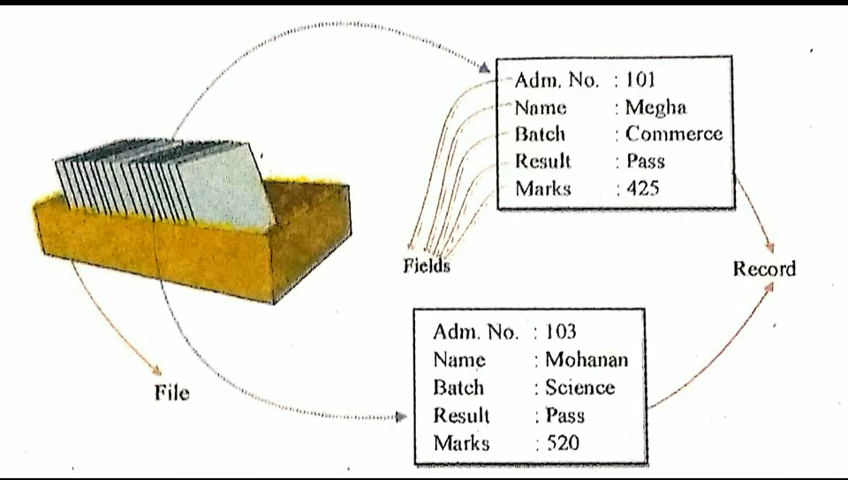 Adm. No. : 101
Name : Megha
Batch : Commerce
Result : Pass
Marks : 425
Fields
Record
Adm. No. : 103
Name : Mohanan
Batch : Science
Result : Pass
Marks : 520
File